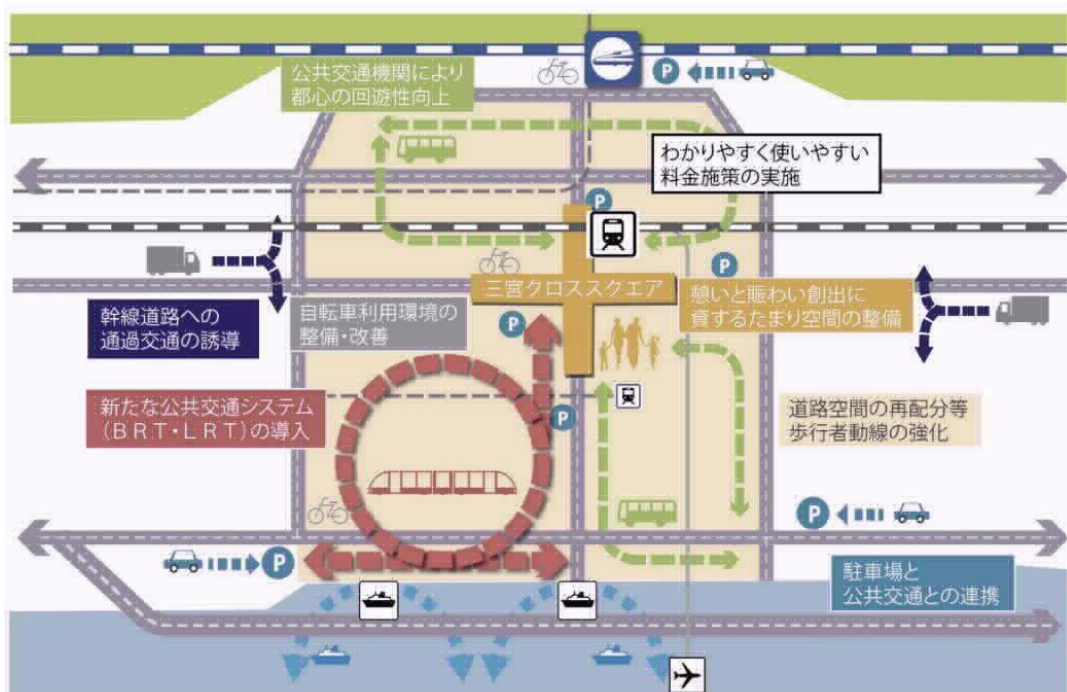 公共交通機関により
都心の回遊性向上
P
わかりやすく使いやすい
料金施策の実施
P
三宮クロススクエア
P
憩いと賑わい創出に
資するたまり空間の整備
幹線道路への
通過交通の誘導
自転車利用環境の
整備・改善
P
新たな公共交通システム
(BRT・LRT)の導入
P
道路空間の再配分等
歩行者動線の強化
P
P
駐車場と
公共交通との連携